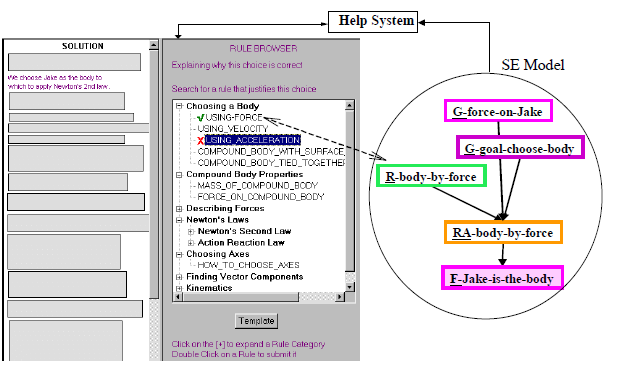 Help System
SOLUTION
We choose Jake as the body to
which to apply Newton's 2nd law.
RULE BROWSER
Explaining why this choice is correct
Search for a rule that justifies this choice
Choosing a Body
USING-FORCE
USING_VELOCITY
USING_ACCELERATION
COMPOUND_BODY_WITH_SURFACE_
COMPOUND_BODY_TIED_TOGETHER
Compound Body Properties
MASS_OF_COMPOUND_BODY
FORCE_ON_COMPOUND_BODY
Describing Forces
Newton's Laws
Newton's Second Law
Action Reaction Law
Choosing Axes
HOW_TO_CHOOSE_AXES
Finding Vector Components
Kinematics
Template
Click on the [+] to expand a Rule Category
Double Click on a Rule to submit it
SE Model
G-force-on-Jake
G-goal-choose-body
R-body-by-force
RA-body-by-force
F-Jake-is-the-body